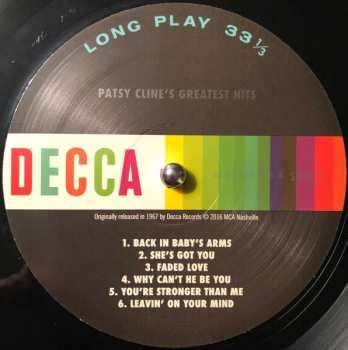 LONG PLAY 33 1/3
PATSY CLINE'S GREATEST HITS
DECCA
Originally released in 1967 by Decca Records © 2016 MCA Nashville
1. BACK IN BABY'S ARMS
2. SHE'S GOT YOU
3. FADED LOVE
4. WHY CAN'T HE BE YOU
5. YOU'RE STRONGER THAN ME
6. LEAVIN' ON YOUR MIND